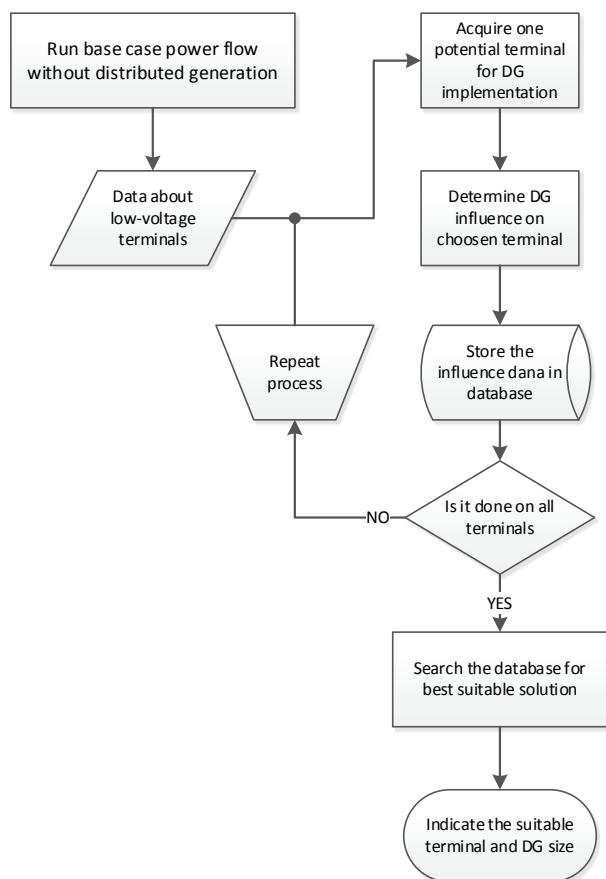 Run base case power flow
without distributed generation
Data about
low-voltage
terminals
Acquire one
potential terminal
for DG
implementation
Determine DG
influence on
choosen terminal
Store the
influence dana in
database
Repeat
process
Is it done on all
terminals
NO
YES
Search the database for
best suitable solution
Indicate the suitable
terminal and DG size